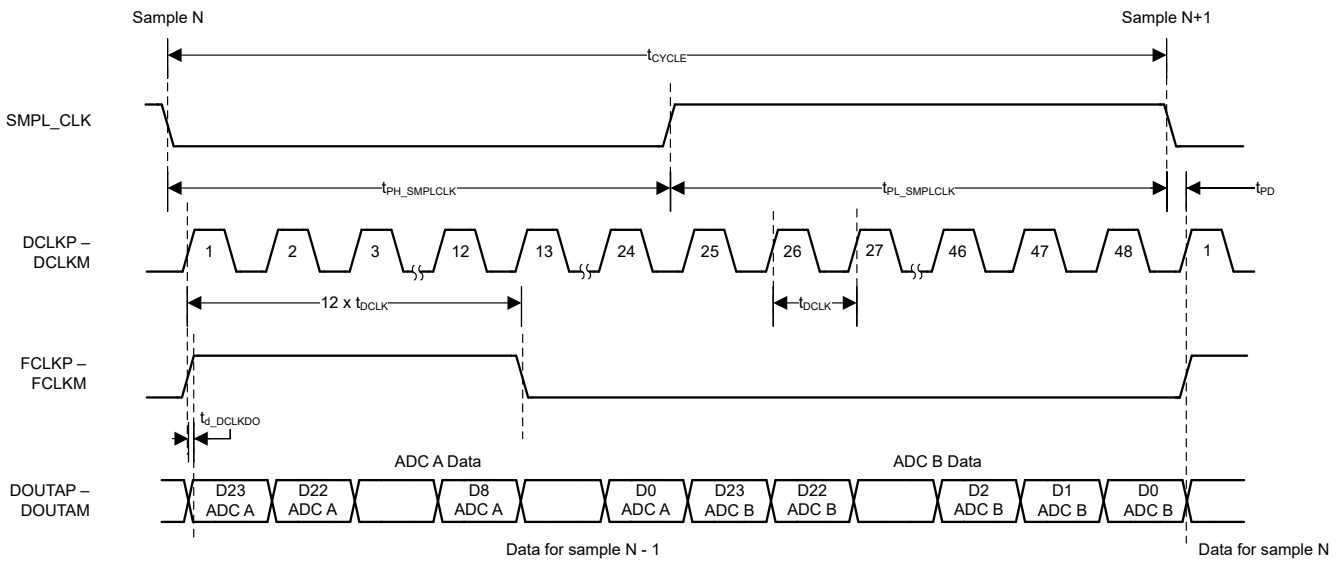 Sample N
Sample N+1
tCYCLE
SMPL_CLK
tPH_SMPLCLK
tPL_SMPLCLK
tPD
DCLKP –
DCLKM
1
2
3
12
13
24
25
26
27
46
47
48
1
12 x tDCLK
tDCLK
FCLKP –
FCLKM
td_DCLKDO
ADC A Data
ADC B Data
DOUTAP –
DOUTAM
D23
ADC A
D22
ADC A
D8
ADC A
D0
ADC A
D23
ADC B
D22
ADC B
D2
ADC B
D1
ADC B
D0
ADC B
Data for sample N - 1
Data for sample N